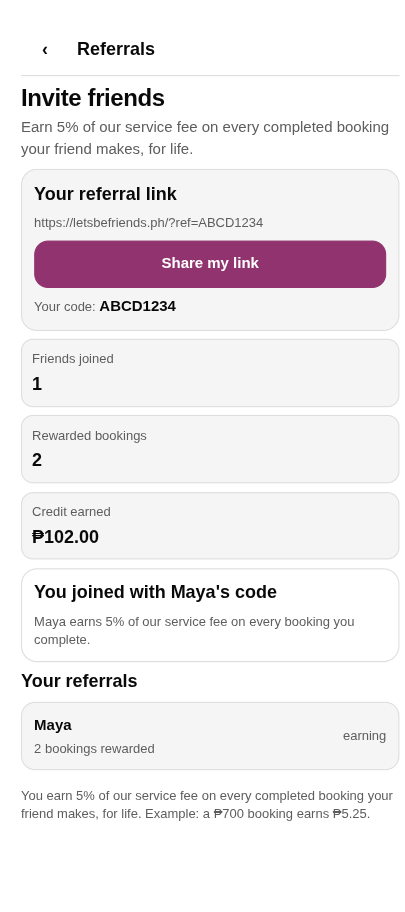 ‹ Referrals
Invite friends
Earn 5% of our service fee on every completed booking
your friend makes, for life.
Your referral link
https://letsbefriends.ph/?ref=ABCD1234
Share my link
Your code: ABCD1234
Friends joined
1
Rewarded bookings
2
Credit earned
₱102.00
You joined with Maya's code
Maya earns 5% of our service fee on every booking you
complete.
Your referrals
Maya
2 bookings rewarded
earning
You earn 5% of our service fee on every completed booking your
friend makes, for life. Example: a ₱700 booking earns ₱5.25.